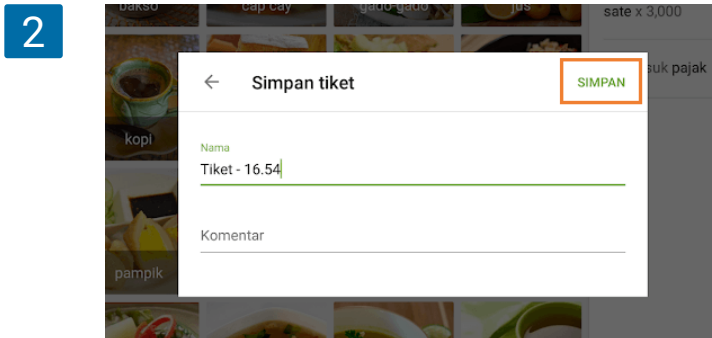 2
bakso
cap cay
gado-gado
jus
sate x 3,000
Simpan tiket
SIMPAN
suk pajak
kopi
Nama
Tiket - 16.54
Komentar
pampik